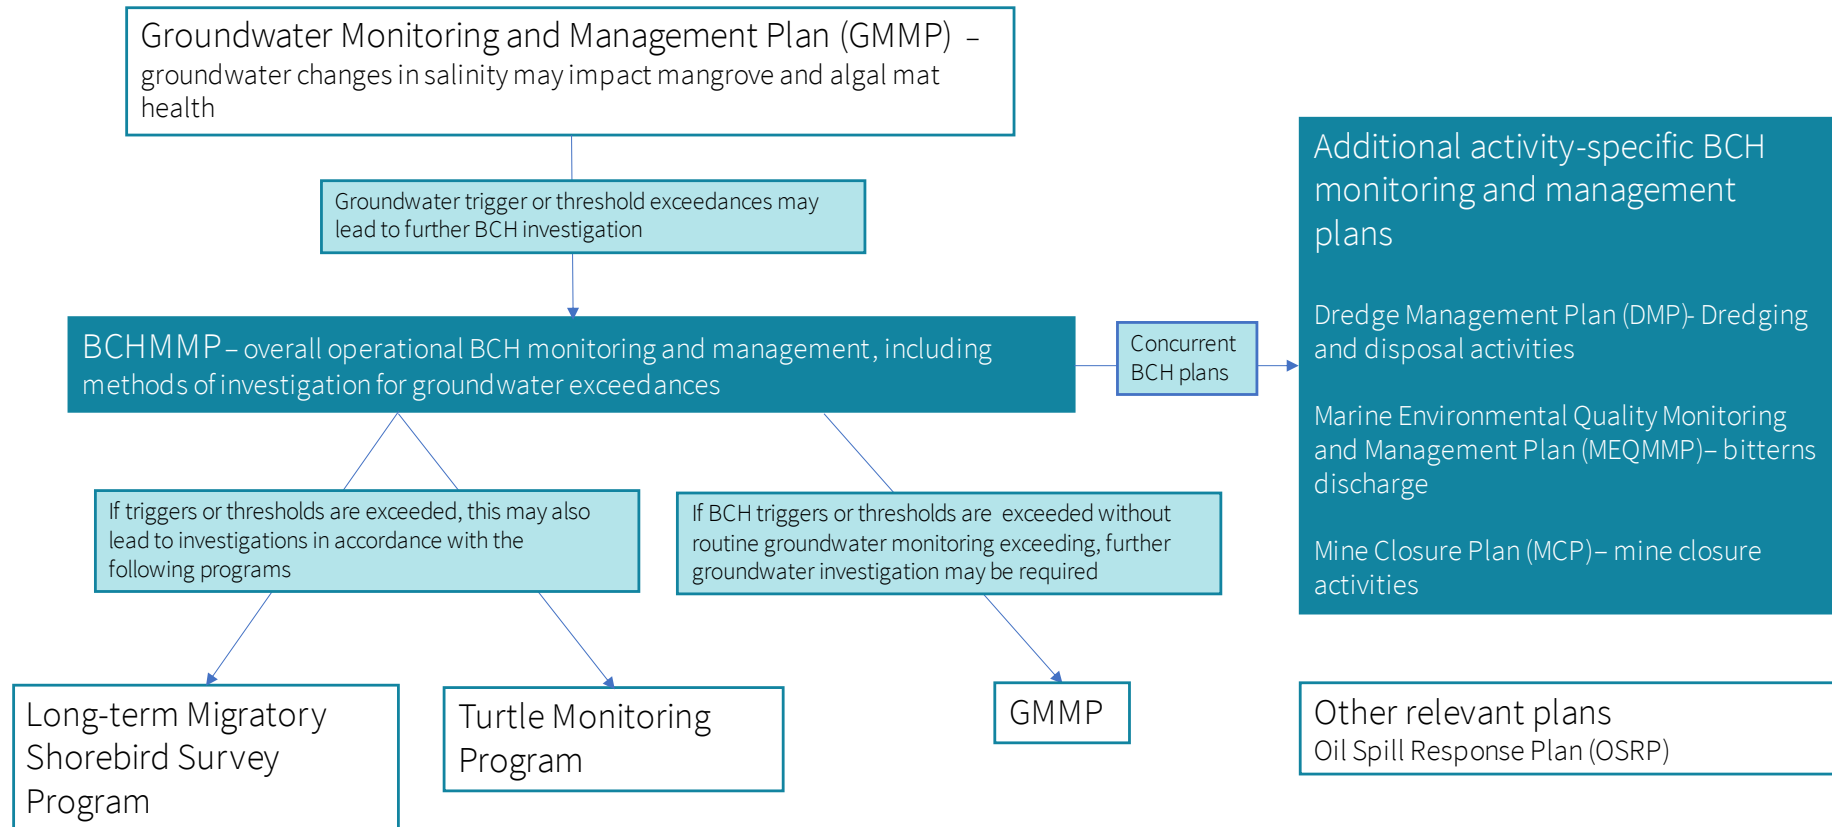 Groundwater Monitoring and Management Plan (GMMP) –
groundwater changes in salinity may impact mangrove and algal mat
health
Groundwater trigger or threshold exceedances may
lead to further BCH investigation
BCHMMP – overall operational BCH monitoring and management, including
methods of investigation for groundwater exceedances
Concurrent
BCH plans
Additional activity-specific BCH
monitoring and management
plans
Dredge Management Plan (DMP)- Dredging
and disposal activities
Marine Environmental Quality Monitoring
and Management Plan (MEQMMP)– bitterns
discharge
Mine Closure Plan (MCP)– mine closure
activities
If triggers or thresholds are exceeded, this may also
lead to investigations in accordance with the
following programs
If BCH triggers or thresholds are exceeded without
routine groundwater monitoring exceeding, further
groundwater investigation may be required
Long-term Migratory
Shorebird Survey
Program
Turtle Monitoring
Program
GMMP
Other relevant plans
Oil Spill Response Plan (OSRP)